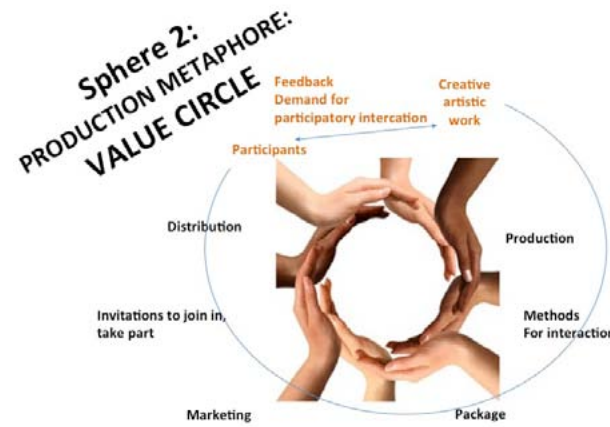 Sphere 2:
PRODUCTION METAPHORE:
VALUE CIRCLE
Feedback
Demand for
participatory intercation
Creative
artistic
work
Participants
Distribution
Production
Invitations to join in,
take part
Methods
For interaction
Marketing
Package